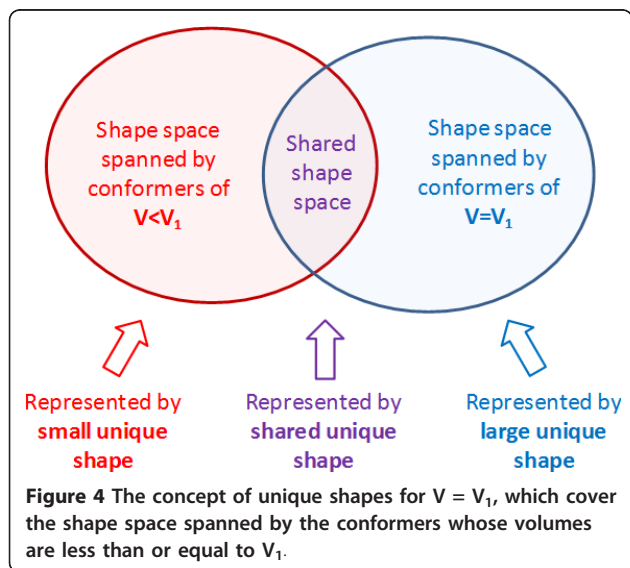 Shape space
spanned by
conformers of
V<V₁
Shared
shape
space
Shape space
spanned by
conformers of
V=V₁
Represented by
small unique
shape
Represented by
shared unique
shape
Represented by
large unique
shape
Figure 4 The concept of unique shapes for V = V₁, which cover
the shape space spanned by the conformers whose volumes
are less than or equal to V₁.